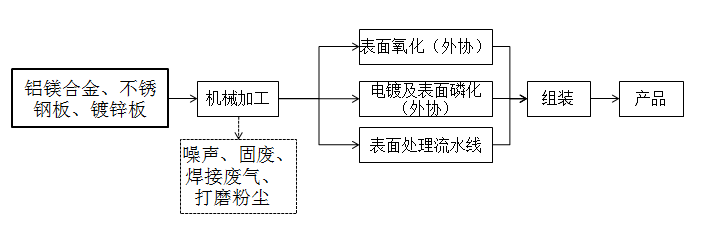 铝镁合金、不锈
钢板、镀锌板
机械加工
噪声、固废、
焊接废气、
打磨粉尘
表面氧化（外协）
电镀及表面磷化
（外协）
表面处理流水线
组装
产品